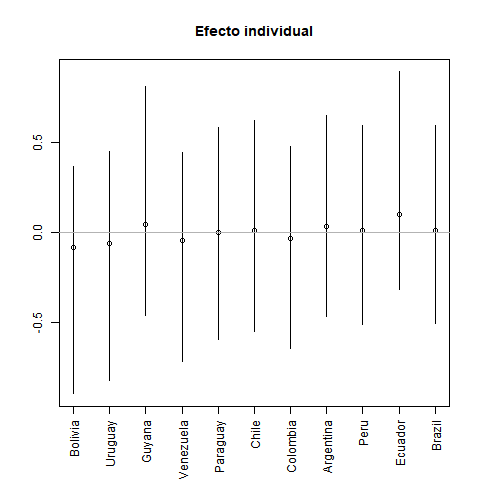 Efecto individual
0.5
0.0
-0.5
Bolivia
Uruguay
Guyana
Venezuela
Paraguay
Chile
Colombia
Argentina
Peru
Ecuador
Brazil